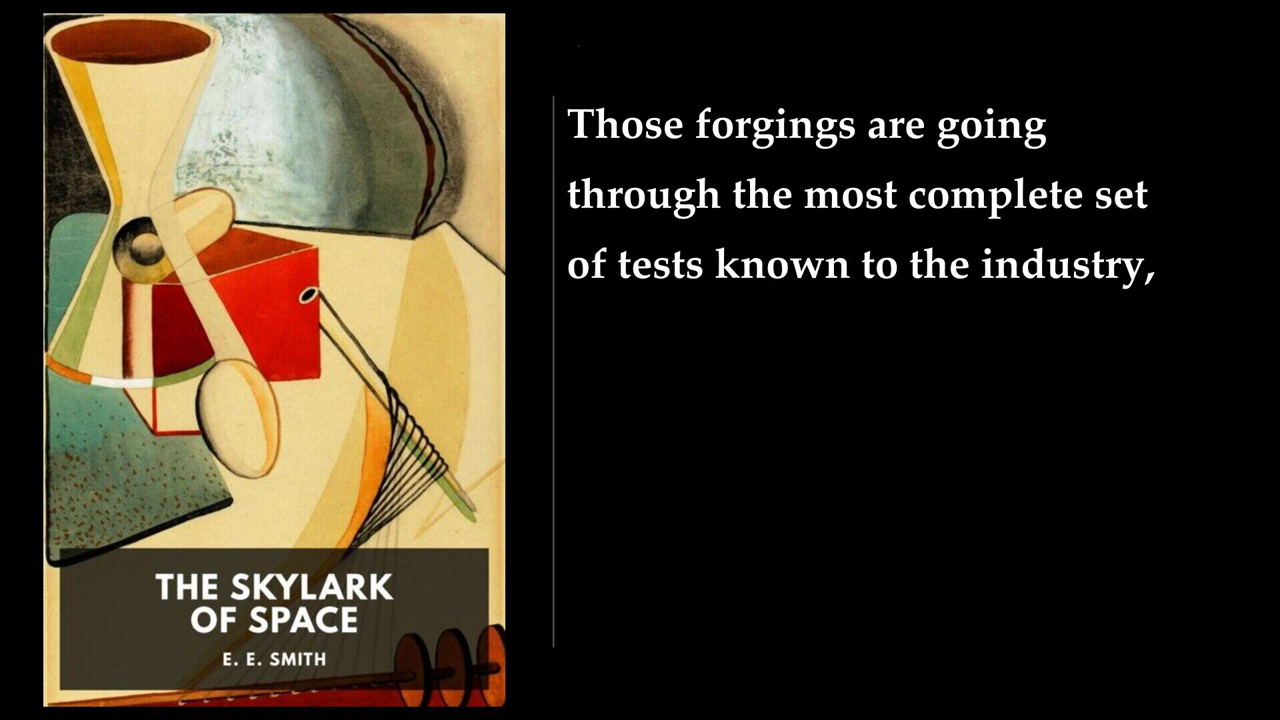 Those forgings are going
through the most complete set
of tests known to the industry,
THE SKYLARK
OF SPACE
E. E. SMITH